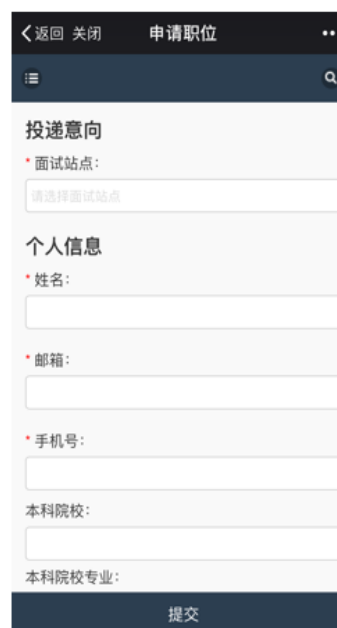 返回 关闭 申请职位
投递意向
* 面试站点：
请选择面试站点
个人信息
* 姓名：
* 邮箱：
* 手机号：
本科院校：
本科院校专业：
提交